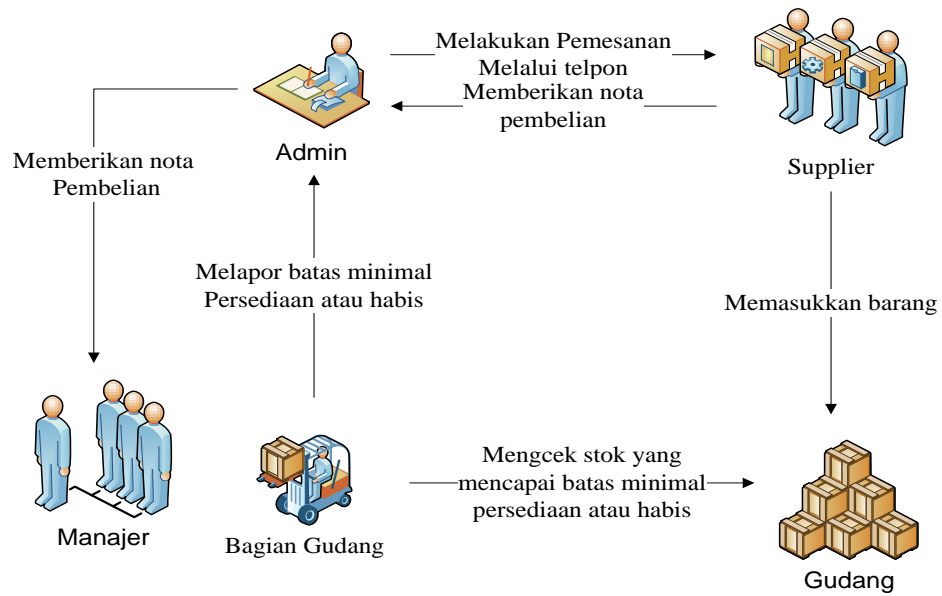 Melakukan Pemesanan
Melalui telpon
Memberikan nota
pembelian
Admin
Supplier
Memberikan nota
Pembelian
Melapor batas minimal
Persediaan atau habis
Memasukkan barang
Mengcek stok yang
mencapai batas minimal
persediaan atau habis
Manajer
Bagian Gudang
Gudang